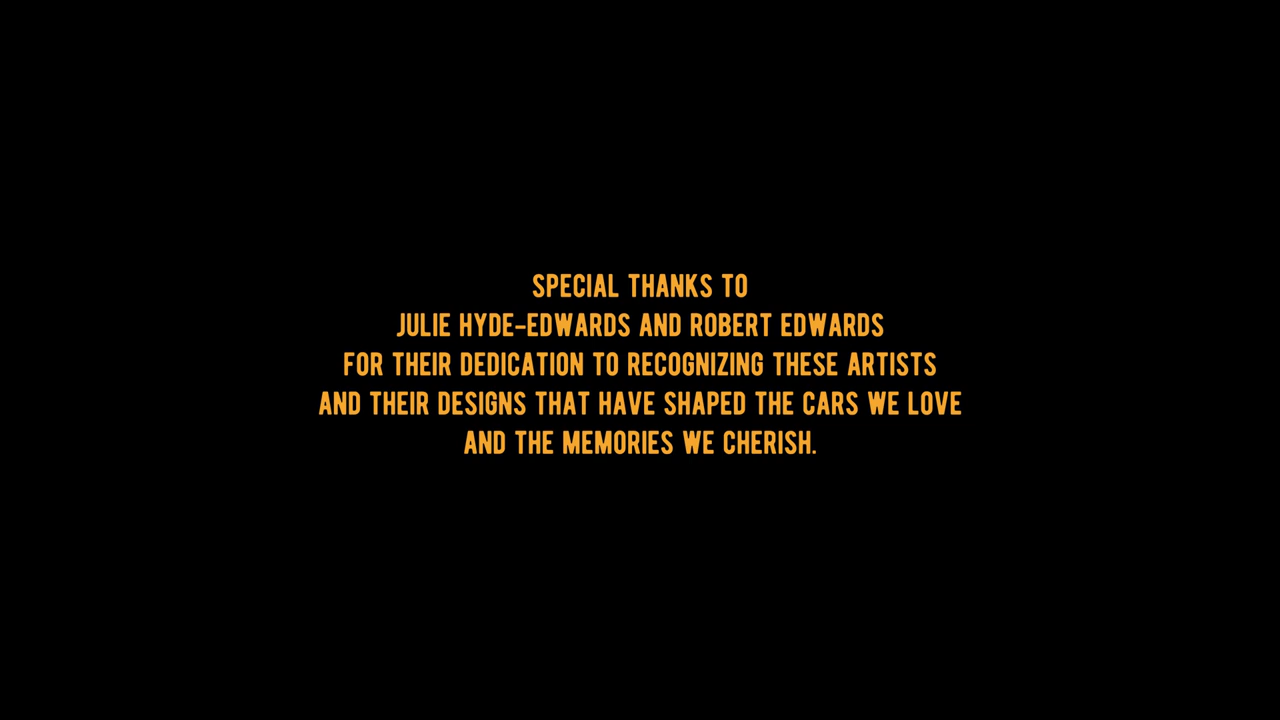 SPECIAL THANKS TO
JULIE HYDE-EDWARDS AND ROBERT EDWARDS
FOR THEIR DEDICATION TO RECOGNIZING THESE ARTISTS
AND THEIR DESIGNS THAT HAVE SHAPED THE CARS WE LOVE
AND THE MEMORIES WE CHERISH.